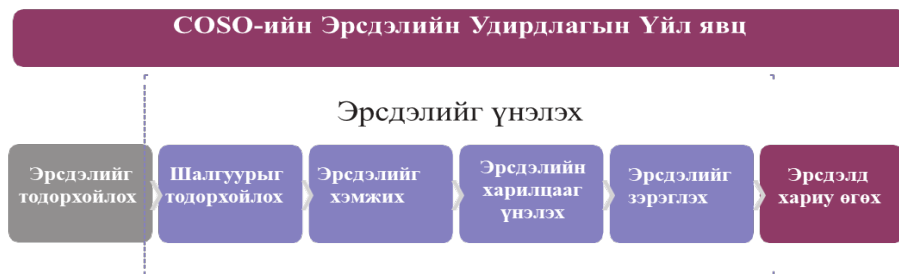 COSO-ийн Эрсдэлийн Удирдлагын Үйл явц
Эрсдэлийг үнэлэх
Эрсдэлийг
тодорхойлох
Шалгуурыг
тодорхойлох
Эрсдэлийг
хэмжих
Эрсдэлийн
харилцааг
үнэлэх
Эрсдэлийг
зэрэглэх
Эрсдэлд
хариу өгөх